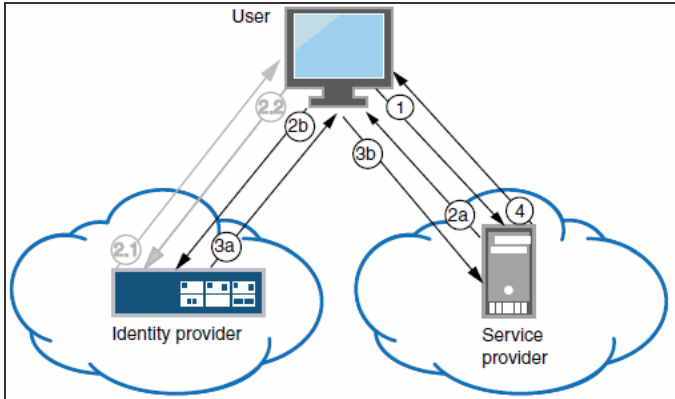 User
2.2
2b
1
3b
2.1
3a
2a
4
Identity provider
Service
provider